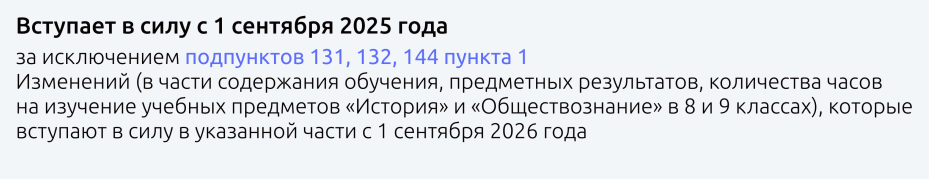 Вступает в силу с 1 сентября 2025 года
за исключением подпунктов 131, 132, 144 пункта 1
Изменений (в части содержания обучения, предметных результатов, количества часов
на изучение учебных предметов «История» и «Обществознание» в 8 и 9 классах), которые
вступают в силу в указанной части с 1 сентября 2026 года